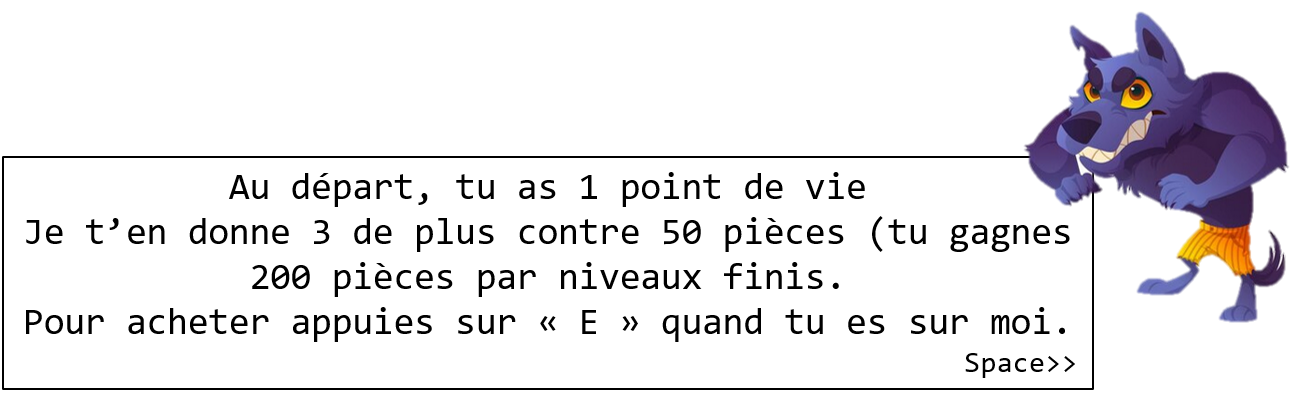 Au départ, tu as 1 point de vie
Je t’en donne 3 de plus contre 50 pièces (tu gagnes
200 pièces par niveaux finis.
Pour acheter appuies sur « E » quand tu es sur moi.
Space>>